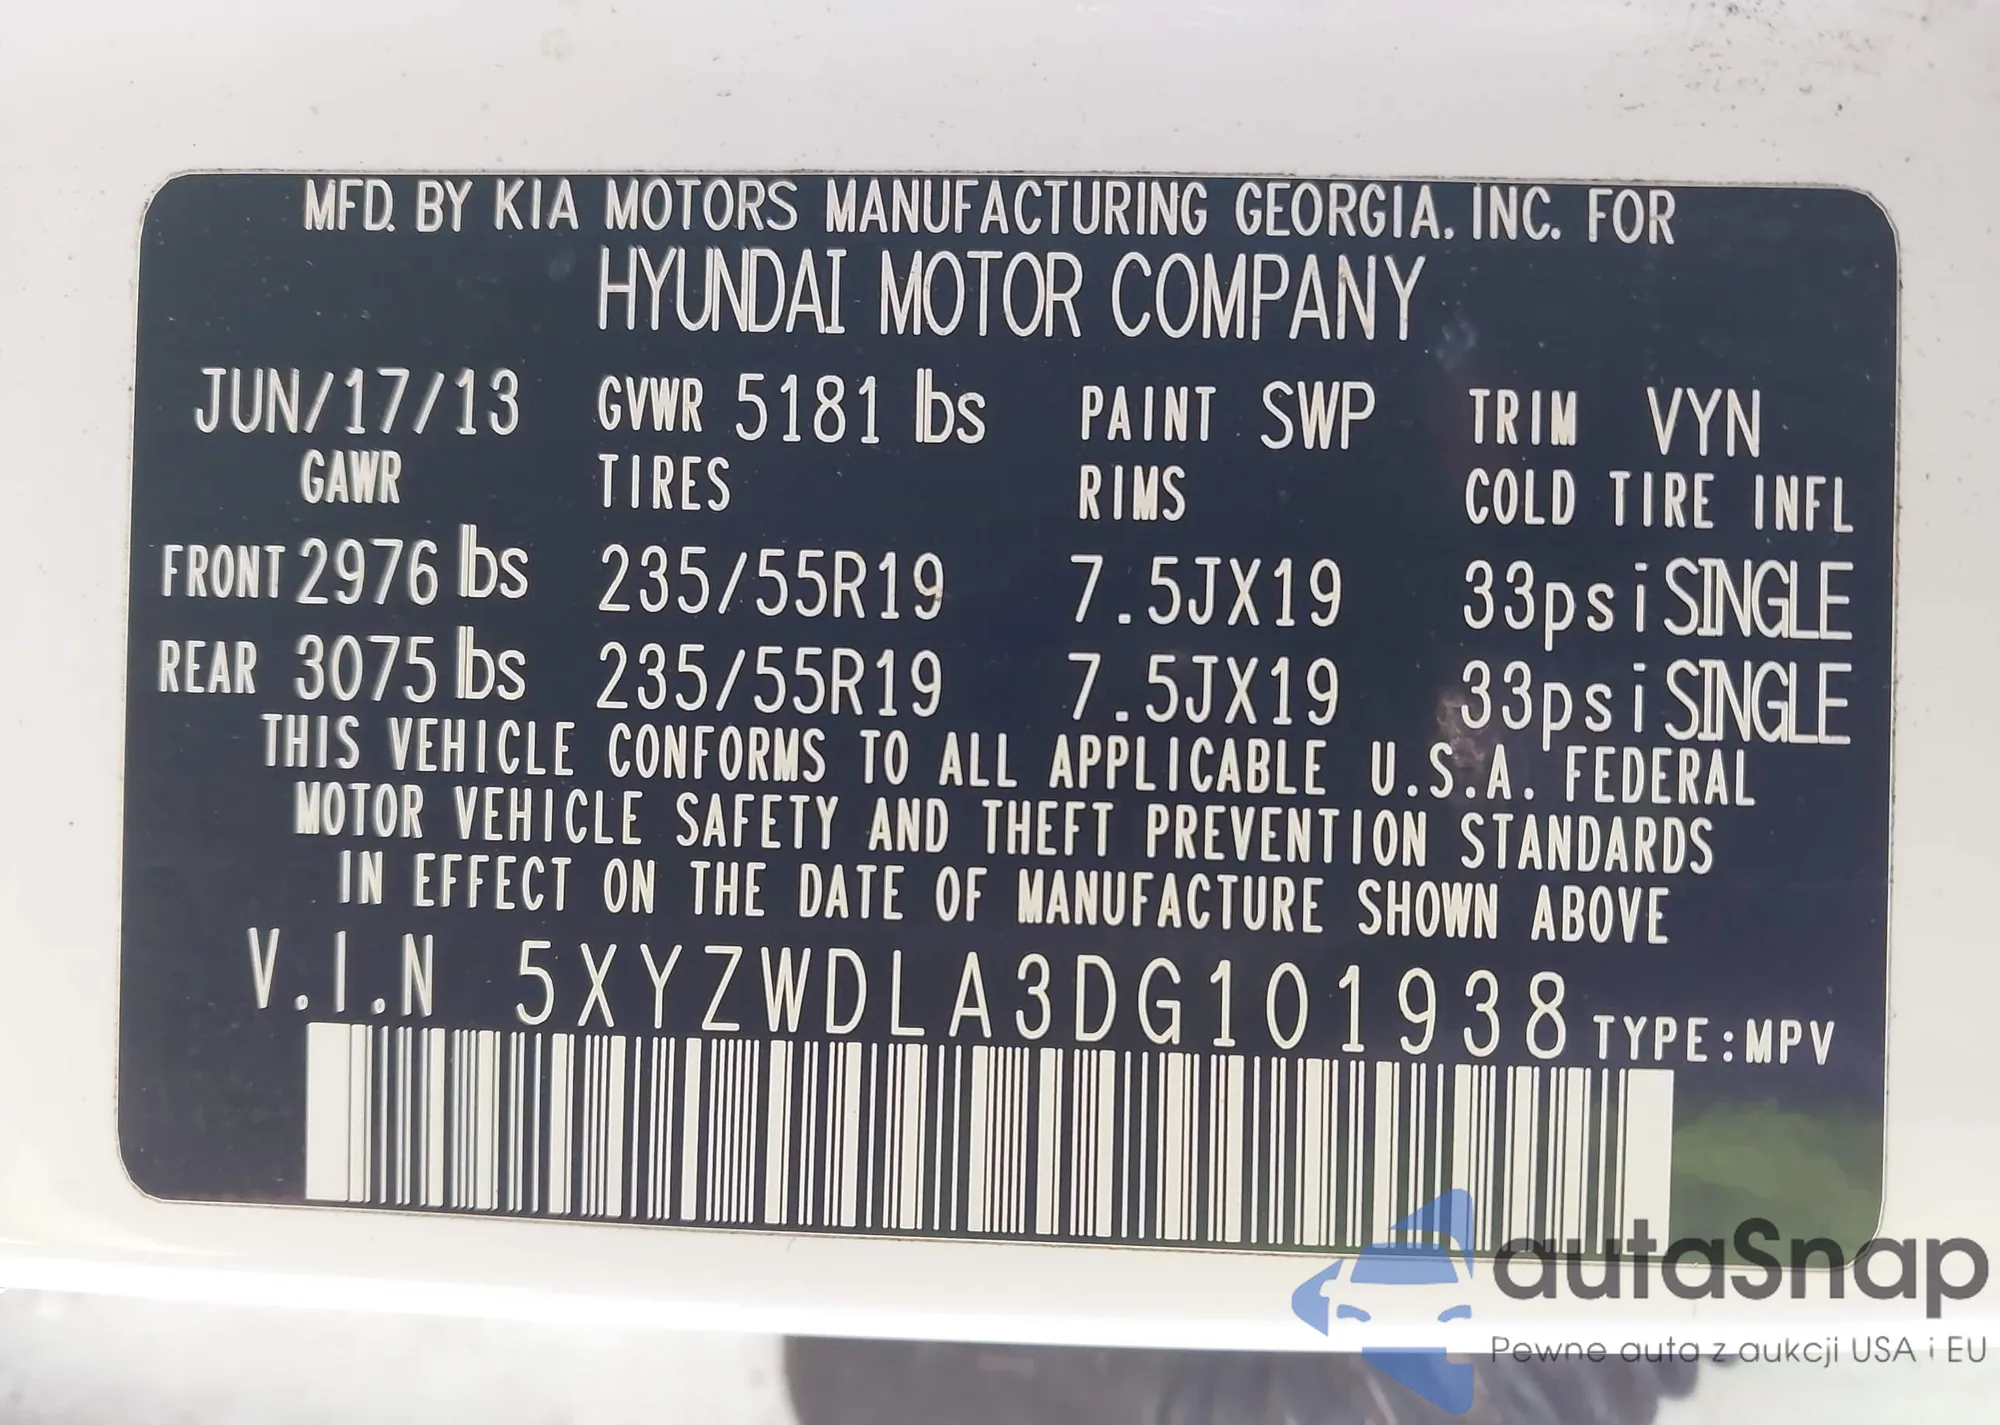 MFD. BY KIA MOTORS MANUFACTURING GEORGIA, INC. FOR
HYUNDAI MOTOR COMPANY
JUN/17/13 GVWR 5181 lbs PAINT SWP TRIM VYN
GAWR TIRES RIMS COLD TIRE INFL
FRONT 2976 lbs 235/55R19 7.5JX19 33psi SINGLE
REAR 3075 lbs 235/55R19 7.5JX19 33psi SINGLE
THIS VEHICLE CONFORMS TO ALL APPLICABLE U.S.A. FEDERAL
MOTOR VEHICLE SAFETY AND THEFT PREVENTION STANDARDS
IN EFFECT ON THE DATE OF MANUFACTURE SHOWN ABOVE
V.I.N 5XYZWDLA3DG101938 TYPE:MPV
autaSnap
Pewne auta z aukcji USA i EU